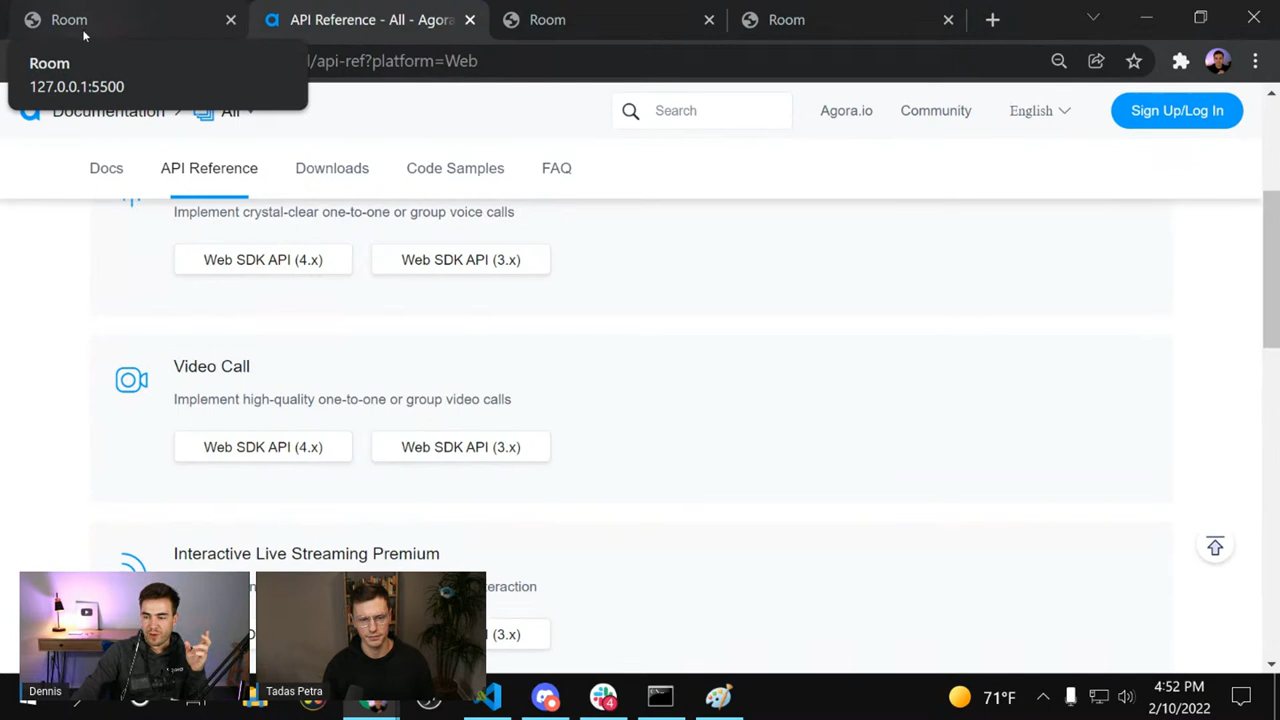 Room
API Reference - All - Agora
Room
Room
Room
127.0.0.1:5500
/api-ref?platform=Web
Documentation
All
Search
Agora.io
Community
English
Sign Up/Log In
Docs
API Reference
Downloads
Code Samples
FAQ
Implement crystal-clear one-to-one or group voice calls
Web SDK API (4.x)
Web SDK API (3.x)
Video Call
Implement high-quality one-to-one or group video calls
Web SDK API (4.x)
Web SDK API (3.x)
Interactive Live Streaming Premium
(3.x)
Dennis
Tadas Petra
4
71°F
4:52 PM
2/10/2022